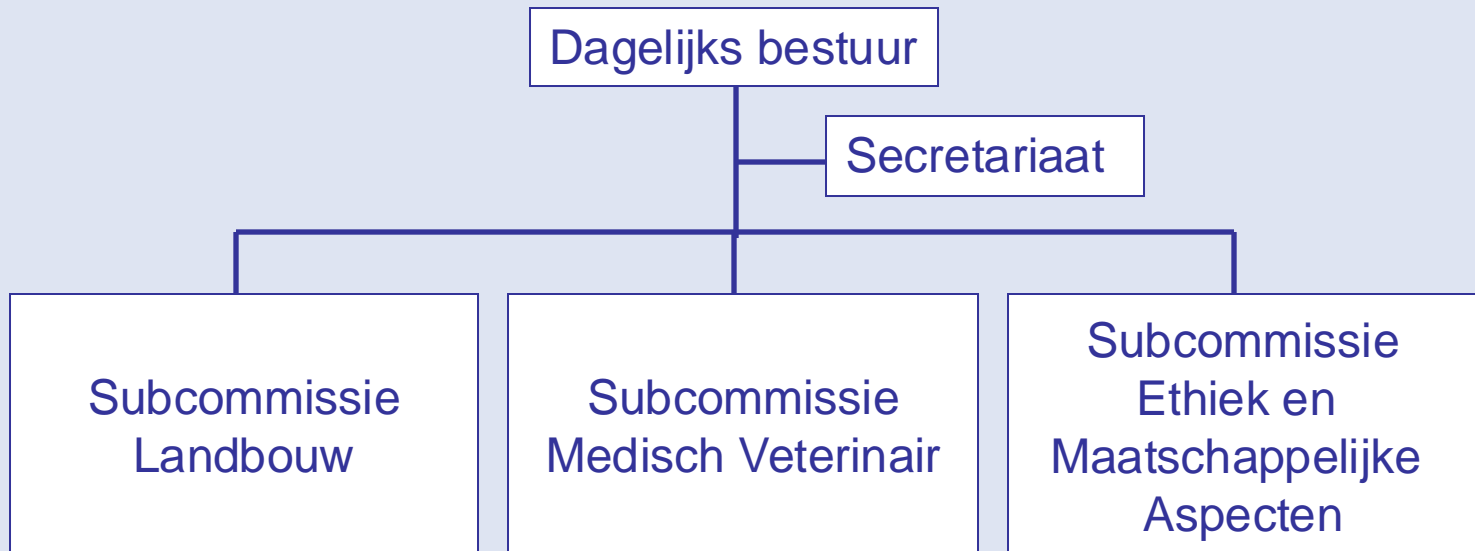 Dagelijks bestuur
Secretariaat
Subcommissie
Landbouw
Subcommissie
Medisch Veterinair
Subcommissie
Ethiek en
Maatschappelijke
Aspecten